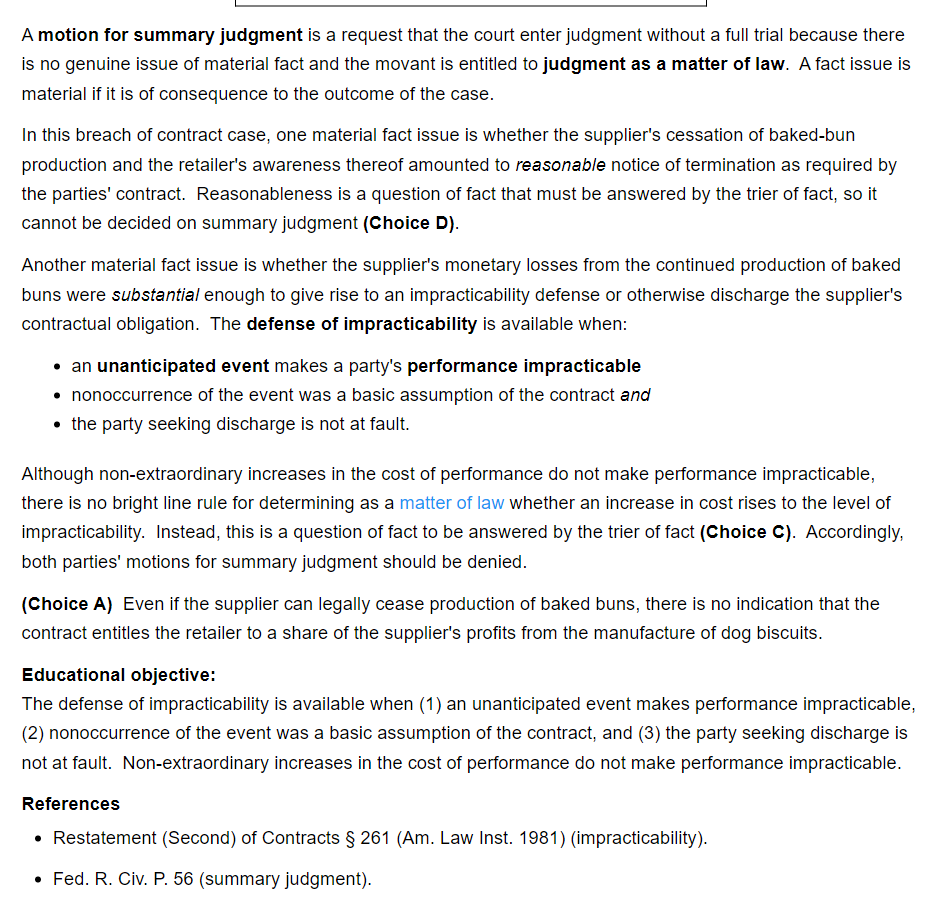 A motion for summary judgment is a request that the court enter judgment without a full trial because there
is no genuine issue of material fact and the movant is entitled to judgment as a matter of law.  A fact issue is
material if it is of consequence to the outcome of the case.
In this breach of contract case, one material fact issue is whether the supplier's cessation of baked-bun
production and the retailer's awareness thereof amounted to reasonable notice of termination as required by
the parties' contract.  Reasonableness is a question of fact that must be answered by the trier of fact, so it
cannot be decided on summary judgment (Choice D).
Another material fact issue is whether the supplier's monetary losses from the continued production of baked
buns were substantial enough to give rise to an impracticability defense or otherwise discharge the supplier's
contractual obligation.  The defense of impracticability is available when:
• an unanticipated event makes a party's performance impracticable
• nonoccurrence of the event was a basic assumption of the contract and
• the party seeking discharge is not at fault.
Although non-extraordinary increases in the cost of performance do not make performance impracticable,
there is no bright line rule for determining as a matter of law whether an increase in cost rises to the level of
impracticability.  Instead, this is a question of fact to be answered by the trier of fact (Choice C).  Accordingly,
both parties' motions for summary judgment should be denied.
(Choice A)  Even if the supplier can legally cease production of baked buns, there is no indication that the
contract entitles the retailer to a share of the supplier's profits from the manufacture of dog biscuits.
Educational objective:
The defense of impracticability is available when (1) an unanticipated event makes performance impracticable,
(2) nonoccurrence of the event was a basic assumption of the contract, and (3) the party seeking discharge is
not at fault.  Non-extraordinary increases in the cost of performance do not make performance impracticable.
References
• Restatement (Second) of Contracts § 261 (Am. Law Inst. 1981) (impracticability).
• Fed. R. Civ. P. 56 (summary judgment).